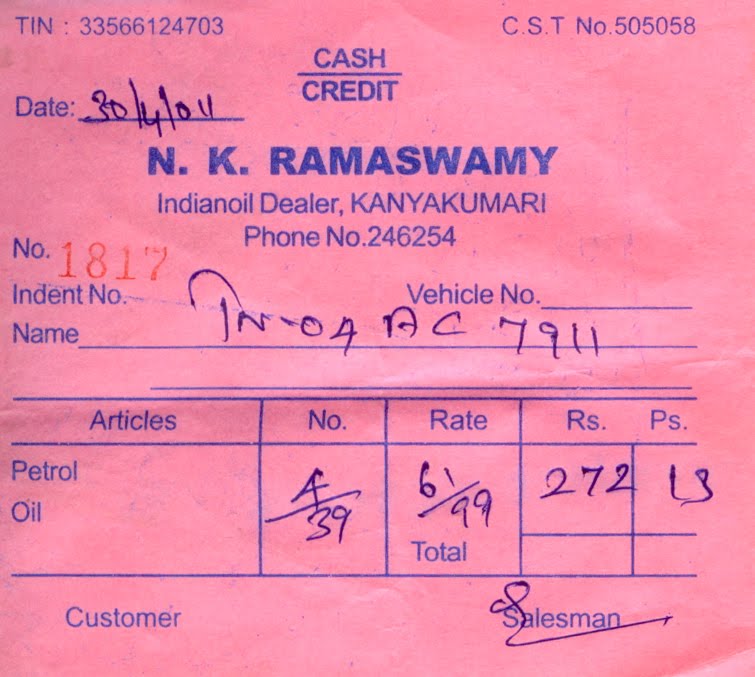 TIN : 33566124703 C.S.T No.505058
CASH
CREDIT
Date: 30/4/011
N. K. RAMASWAMY
Indianoil Dealer, KANYAKUMARI
Phone No.246254
No. 1817
Indent No. Vehicle No.
Name TN-04 AC 7911
Articles No. Rate Rs. Ps.
Petrol 4/39 61/99 272 13
Oil
Total
Customer Salesman